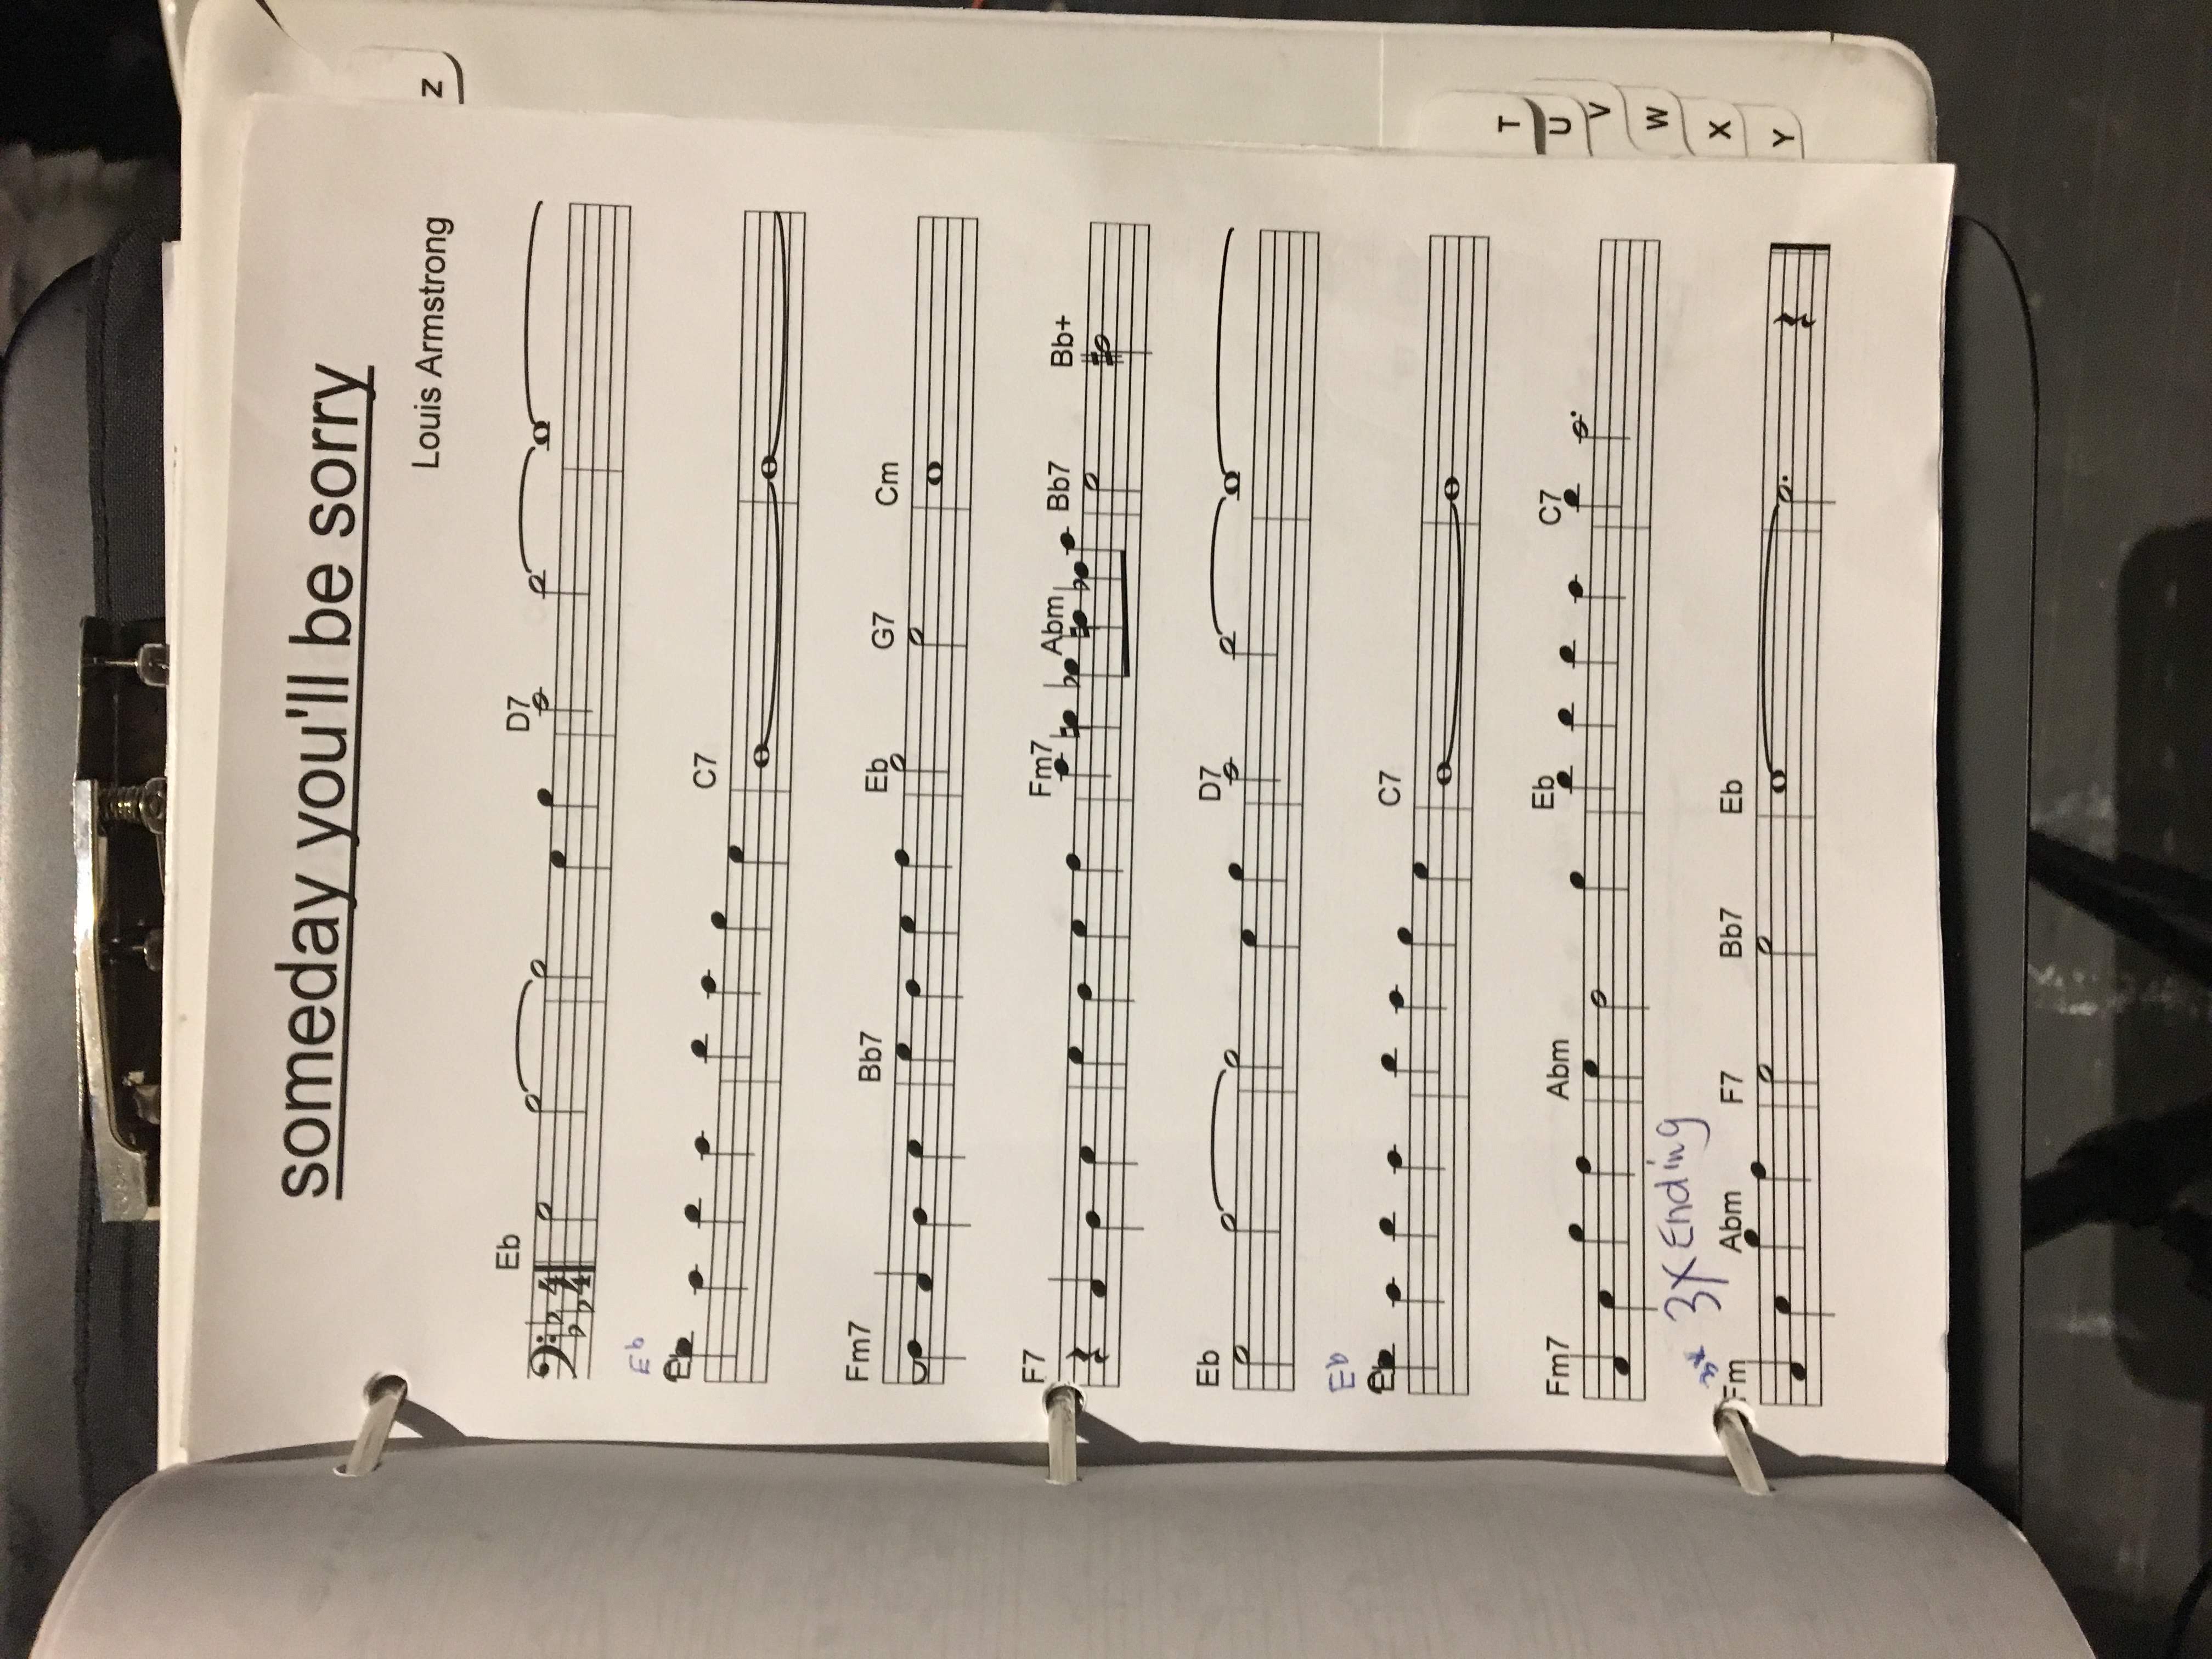 someday you'll be sorry
Louis Armstrong
Z
Eb D7
4
4
Eb
Eb C7
Fm7 Bb7 Eb G7 Cm
F7 Fm7 Abm Bb7 Bb+
Eb D7
Eb
Eb C7
T
U
V
W
X
Y
Fm7 Abm Eb C7
3x 3x Ending
Fm Abm F7 Bb7 Eb